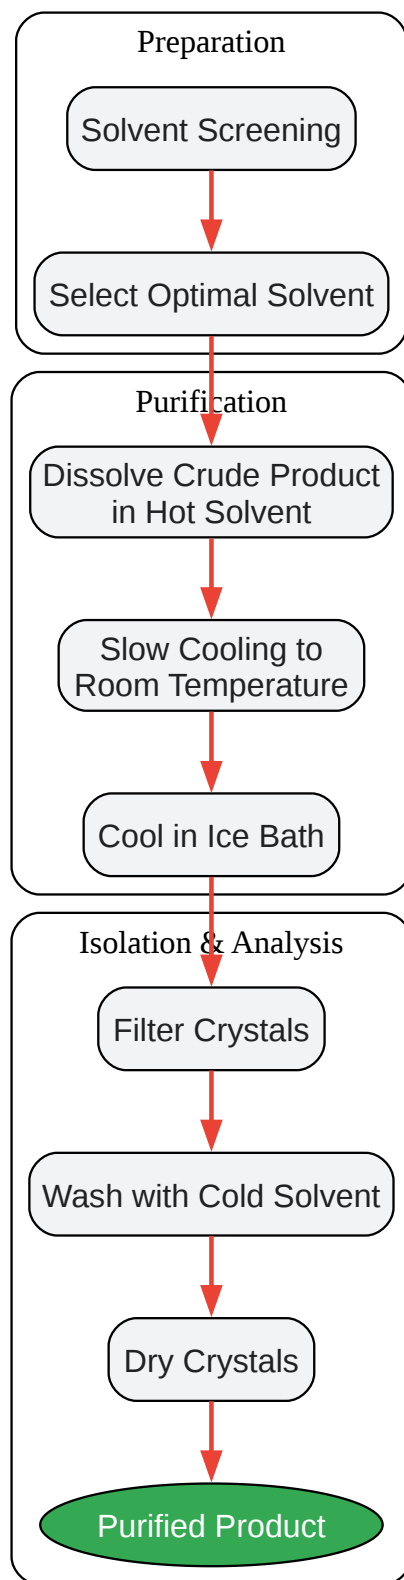 Preparation
Solvent Screening
Select Optimal Solvent
Purification
Dissolve Crude Product
in Hot Solvent
Slow Cooling to
Room Temperature
Cool in Ice Bath
Isolation & Analysis
Filter Crystals
Wash with Cold Solvent
Dry Crystals
Purified Product